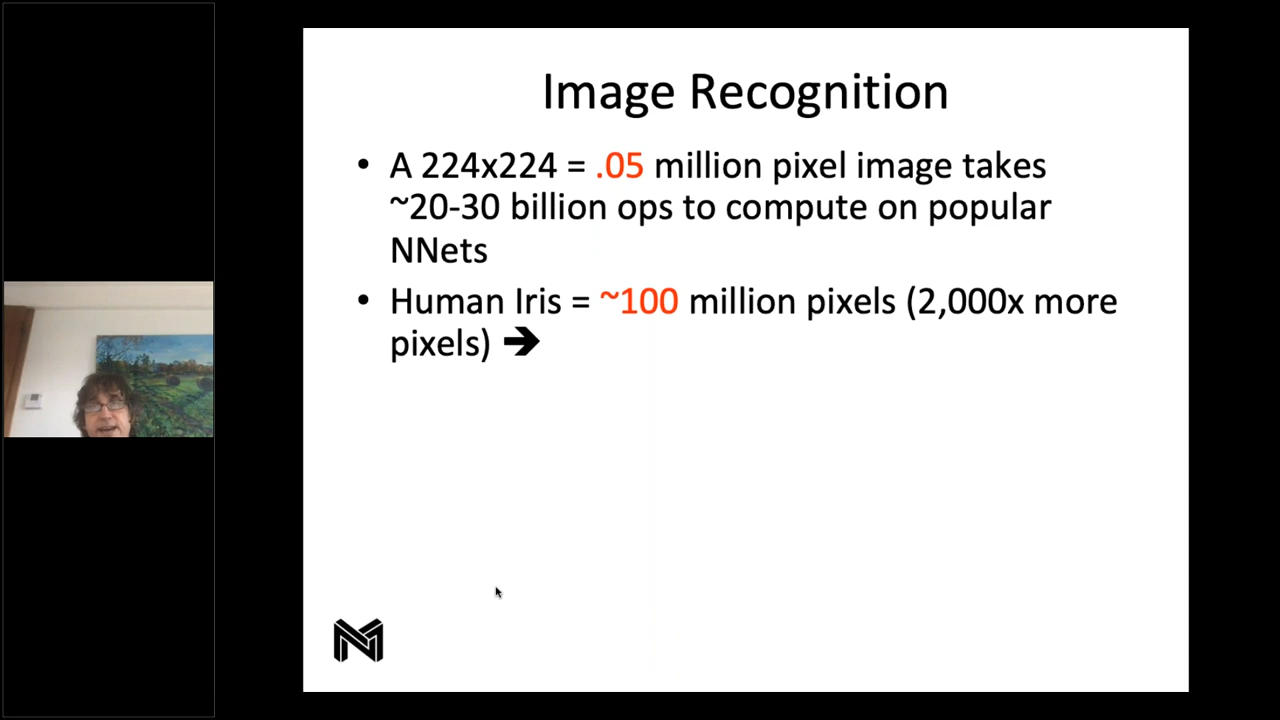 Image Recognition
• A 224x224 = .05 million pixel image takes
~20-30 billion ops to compute on popular
NNets
• Human Iris = ~100 million pixels (2,000x more
pixels) ➔